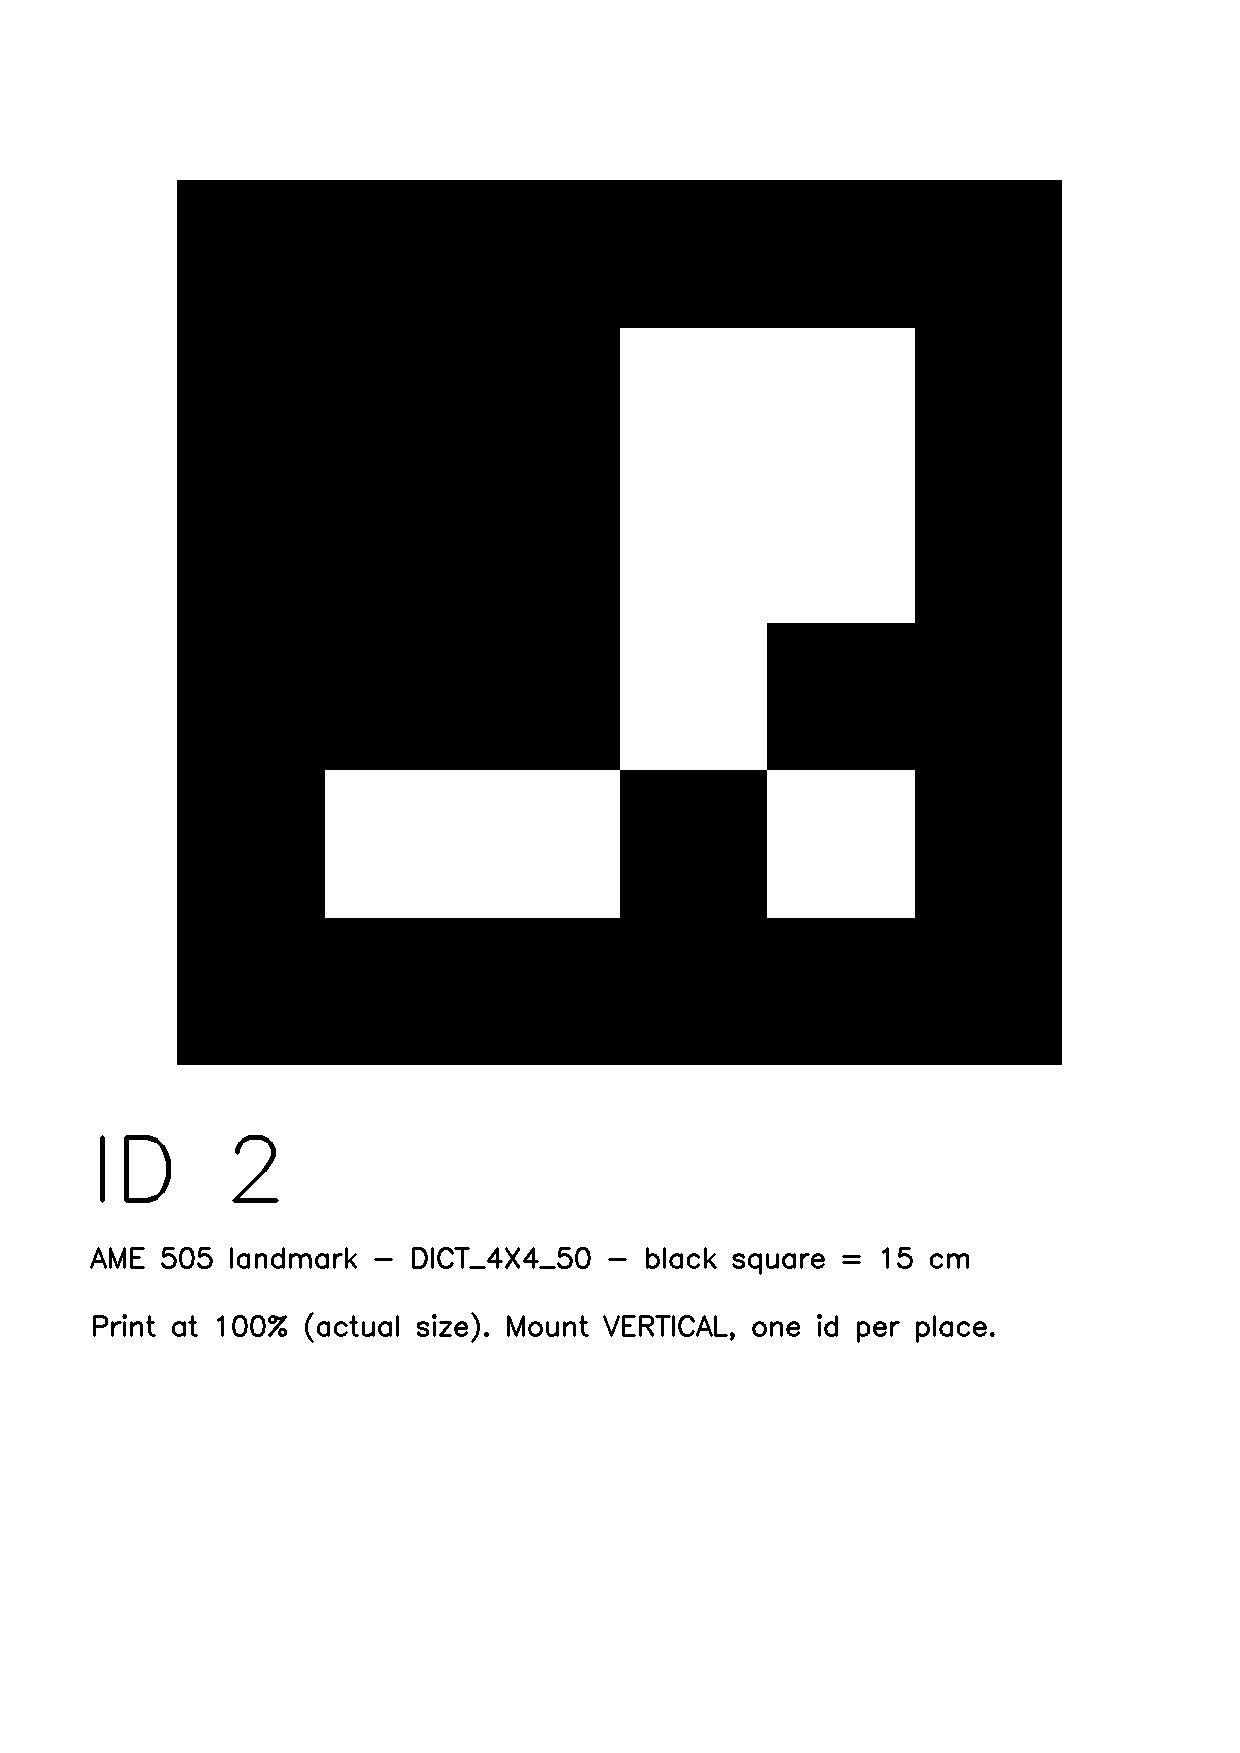 ID 2
AME 505 landmark - DICT_4X4_50 - black square = 15 cm
Print at 100% (actual size). Mount VERTICAL, one id per place.